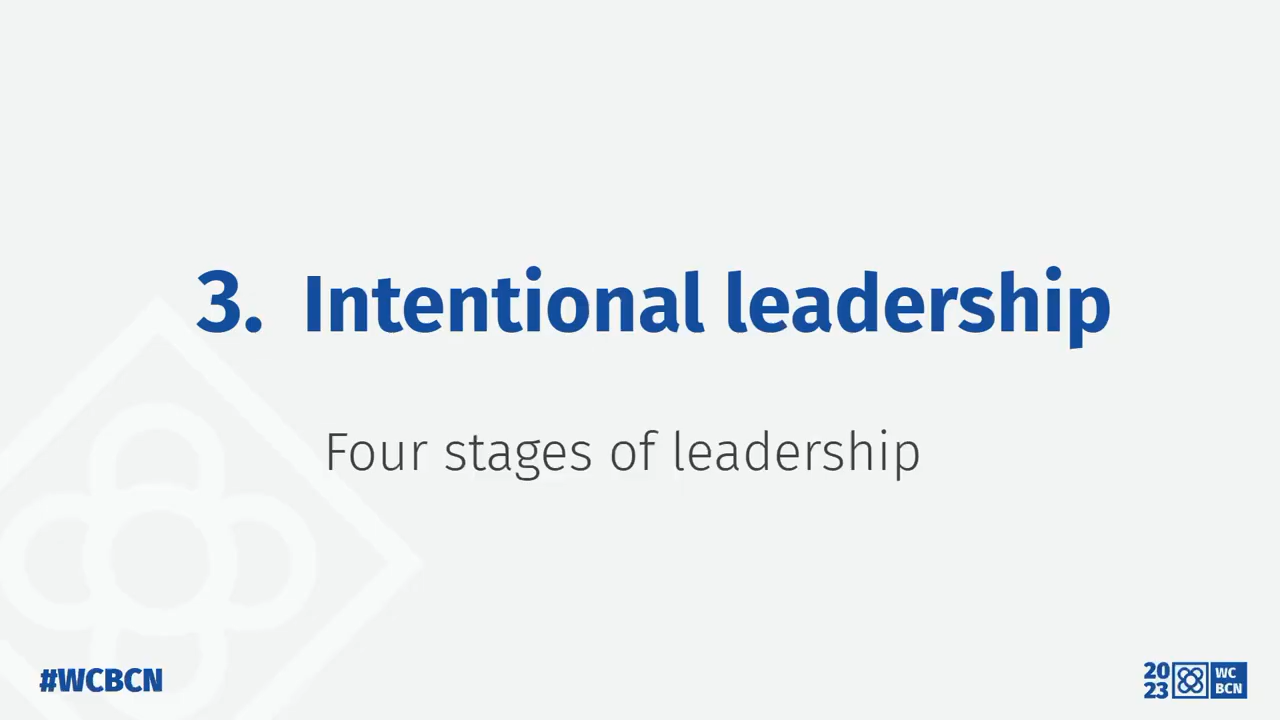 3. Intentional leadership
Four stages of leadership
#WCBCN
20
23
WC
BCN